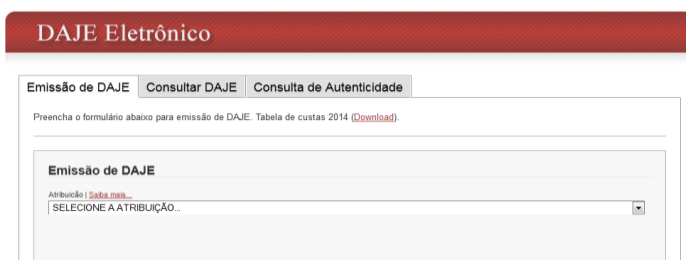 DAJE Eletrônico
Emissão de DAJE Consultar DAJE Consulta de Autenticidade
Preencha o formulário abaixo para emissão de DAJE. Tabela de custas 2014 (Download).
Emissão de DAJE
Atribuicão | Saiba mais...
SELECIONE A ATRIBUIÇÃO...